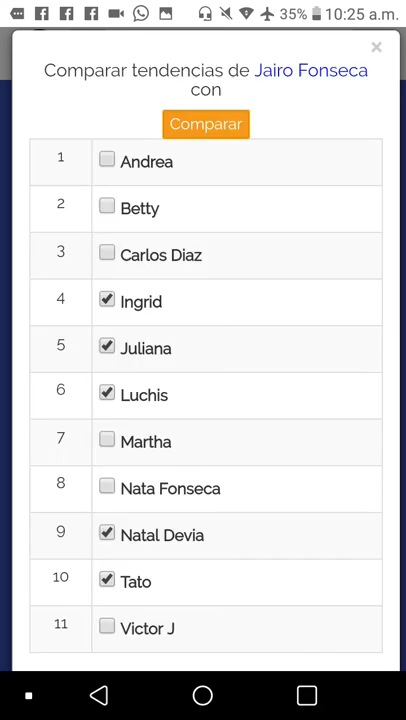 35% 10:25 a.m.
×
Comparar tendencias de Jairo Fonseca
con
Comparar
1 Andrea
2 Betty
3 Carlos Diaz
4 Ingrid
5 Juliana
6 Luchis
7 Martha
8 Nata Fonseca
9 Natal Devia
10 Tato
11 Victor J